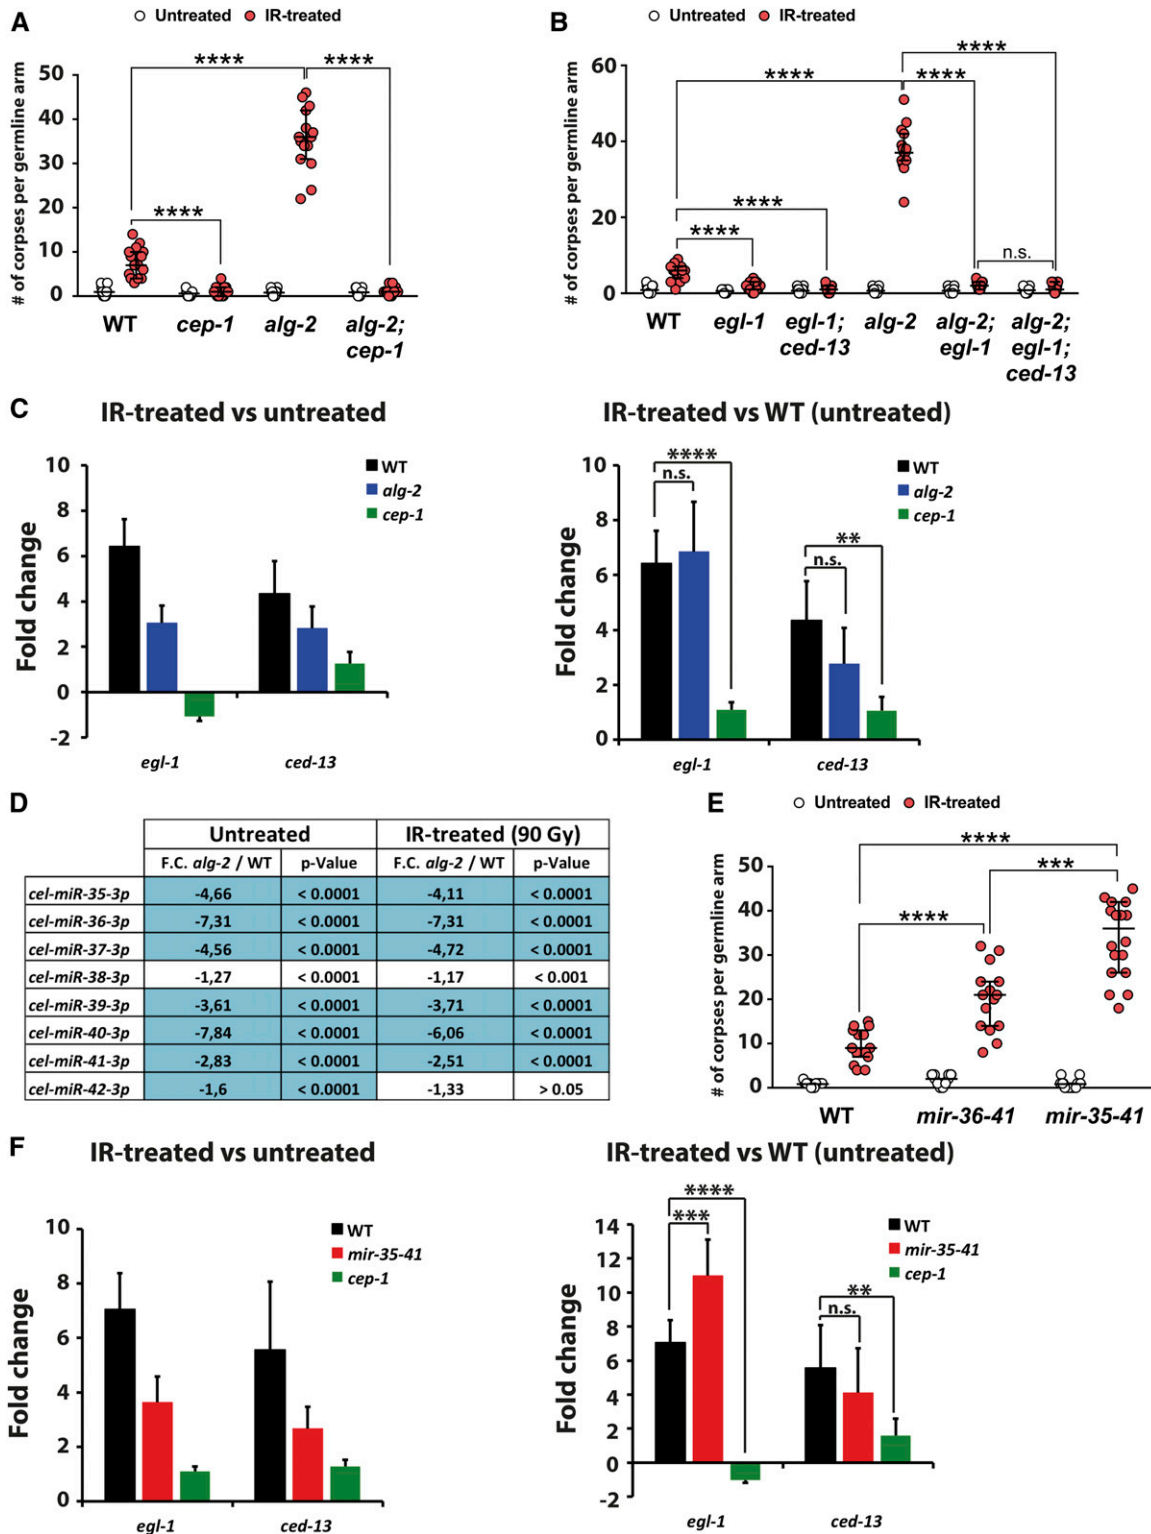 A
Untreated IR-treated
# of corpses per germline arm
50
40
30
20
10
0
****
****
****
WT
cep-1
alg-2
alg-2;
cep-1
B
Untreated IR-treated
# of corpses per germline arm
60
40
20
0
****
****
****
****
****
n.s.
WT
egl-1
egl-1;
ced-13
alg-2
alg-2;
egl-1
alg-2;
egl-1;
ced-13
C
IR-treated vs untreated
Fold change
10
8
6
4
2
0
-2
WT
alg-2
cep-1
egl-1
ced-13
IR-treated vs WT (untreated)
Fold change
10
8
6
4
2
0
****
n.s.
**
n.s.
WT
alg-2
cep-1
egl-1
ced-13
D
Untreated IR-treated (90 Gy)
F.C. alg-2 / WT p-Value F.C. alg-2 / WT p-Value
cel-miR-35-3p -4,66 < 0.0001 -4,11 < 0.0001
cel-miR-36-3p -7,31 < 0.0001 -7,31 < 0.0001
cel-miR-37-3p -4,56 < 0.0001 -4,72 < 0.0001
cel-miR-38-3p -1,27 < 0.0001 -1,17 < 0.001
cel-miR-39-3p -3,61 < 0.0001 -3,71 < 0.0001
cel-miR-40-3p -7,84 < 0.0001 -6,06 < 0.0001
cel-miR-41-3p -2,83 < 0.0001 -2,51 < 0.0001
cel-miR-42-3p -1,6 < 0.0001 -1,33 > 0.05
E
Untreated IR-treated
# of corpses per germline arm
50
40
30
20
10
0
****
***
****
WT
mir-36-41
mir-35-41
F
IR-treated vs untreated
Fold change
10
8
6
4
2
0
WT
mir-35-41
cep-1
egl-1
ced-13
IR-treated vs WT (untreated)
Fold change
14
12
10
8
6
4
2
0
-2
****
***
**
n.s.
WT
mir-35-41
cep-1
egl-1
ced-13